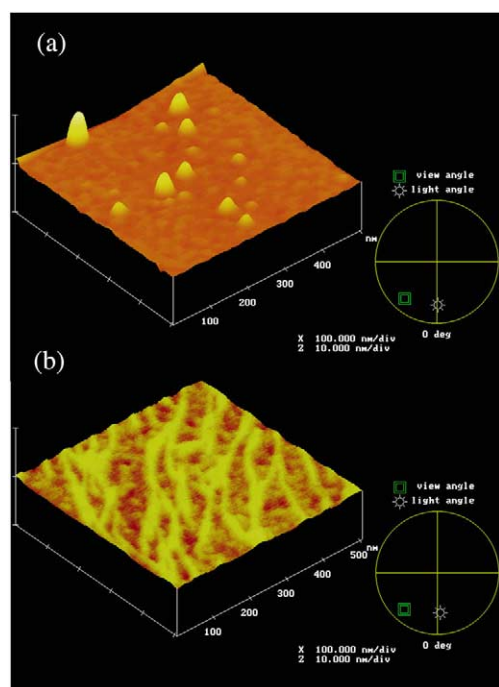 (a)
view angle
light angle
nm
400
300
200
100
0 deg
X 100.000 nm/div
Z 10.000 nm/div
(b)
view angle
light angle
500
nm
400
300
200
100
0 deg
X 100.000 nm/div
Z 10.000 nm/div